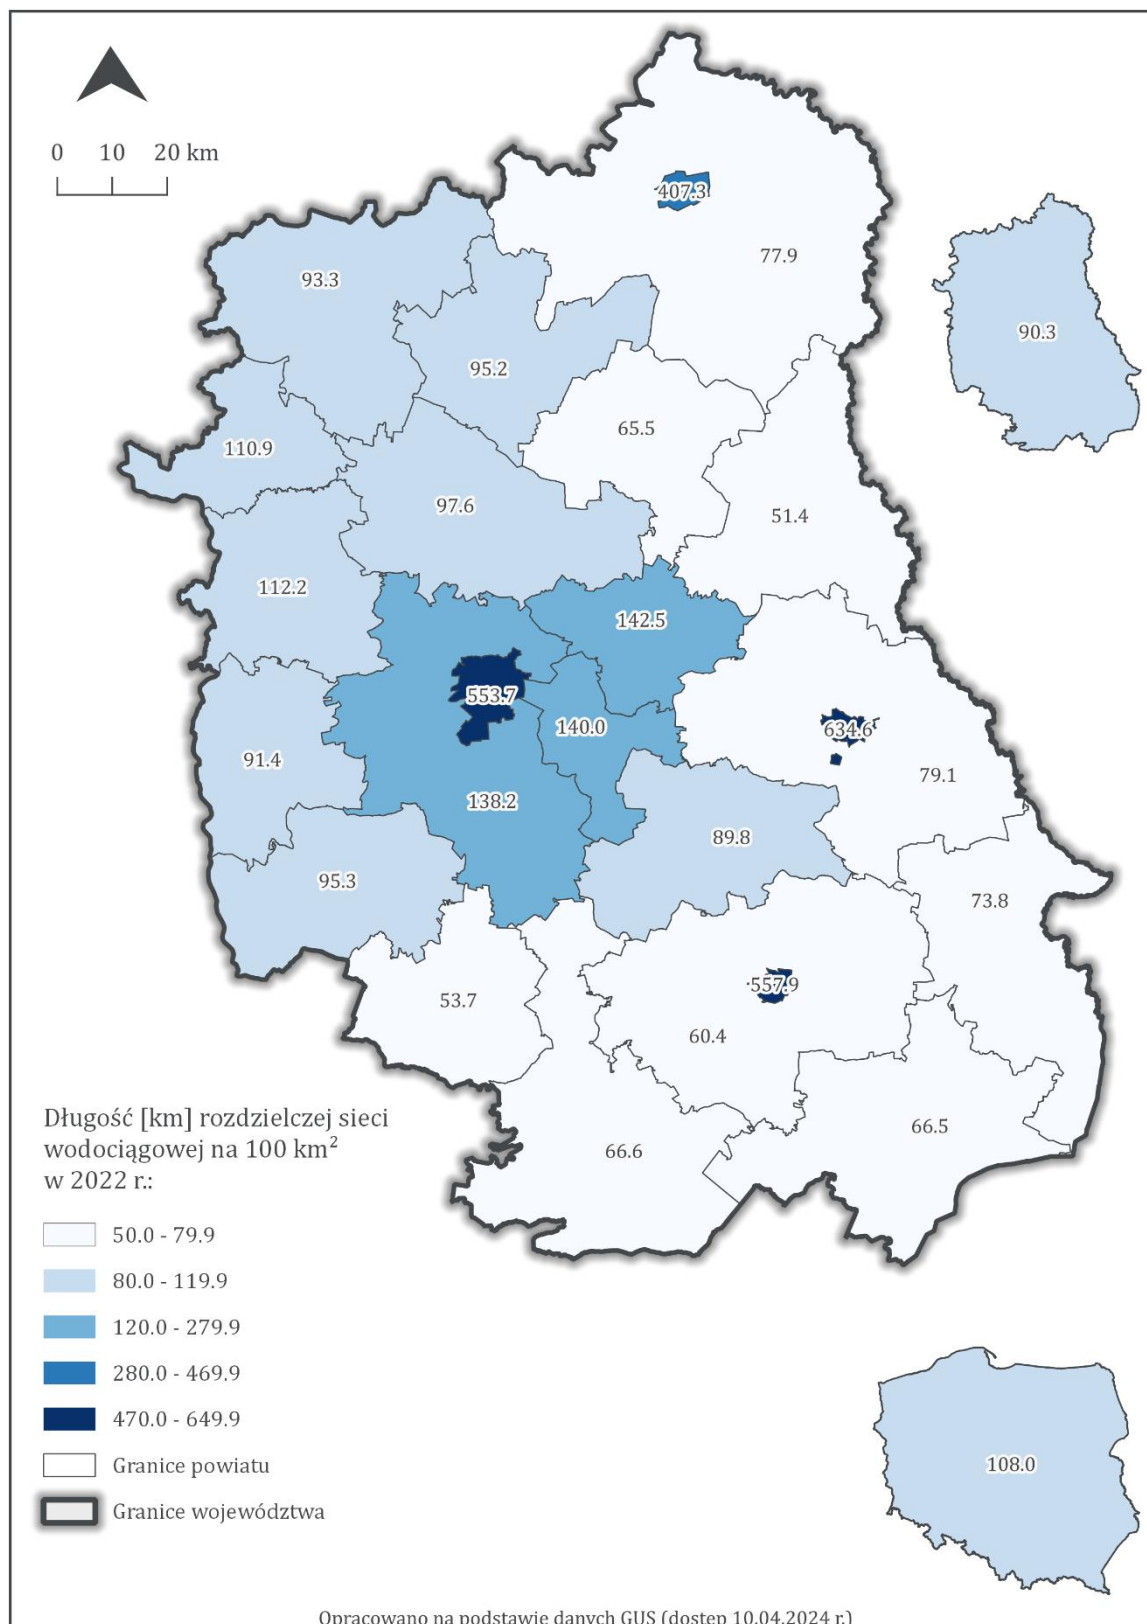 0 10 20 km
407.3
77.9
93.3
90.3
95.2
65.5
110.9
97.6
51.4
112.2
142.5
553.7
140.0
634.6
91.4
79.1
138.2
89.8
95.3
73.8
557.9
53.7
60.4
66.5
66.6
Długość [km] rozdzielczej sieci
wodociągowej na 100 km²
w 2022 r.:
50.0 - 79.9
80.0 - 119.9
120.0 - 279.9
280.0 - 469.9
470.0 - 649.9
Granice powiatu
Granice województwa
108.0
Opracowano na podstawie danych GUS (dostęp 10.04.2024 r.)